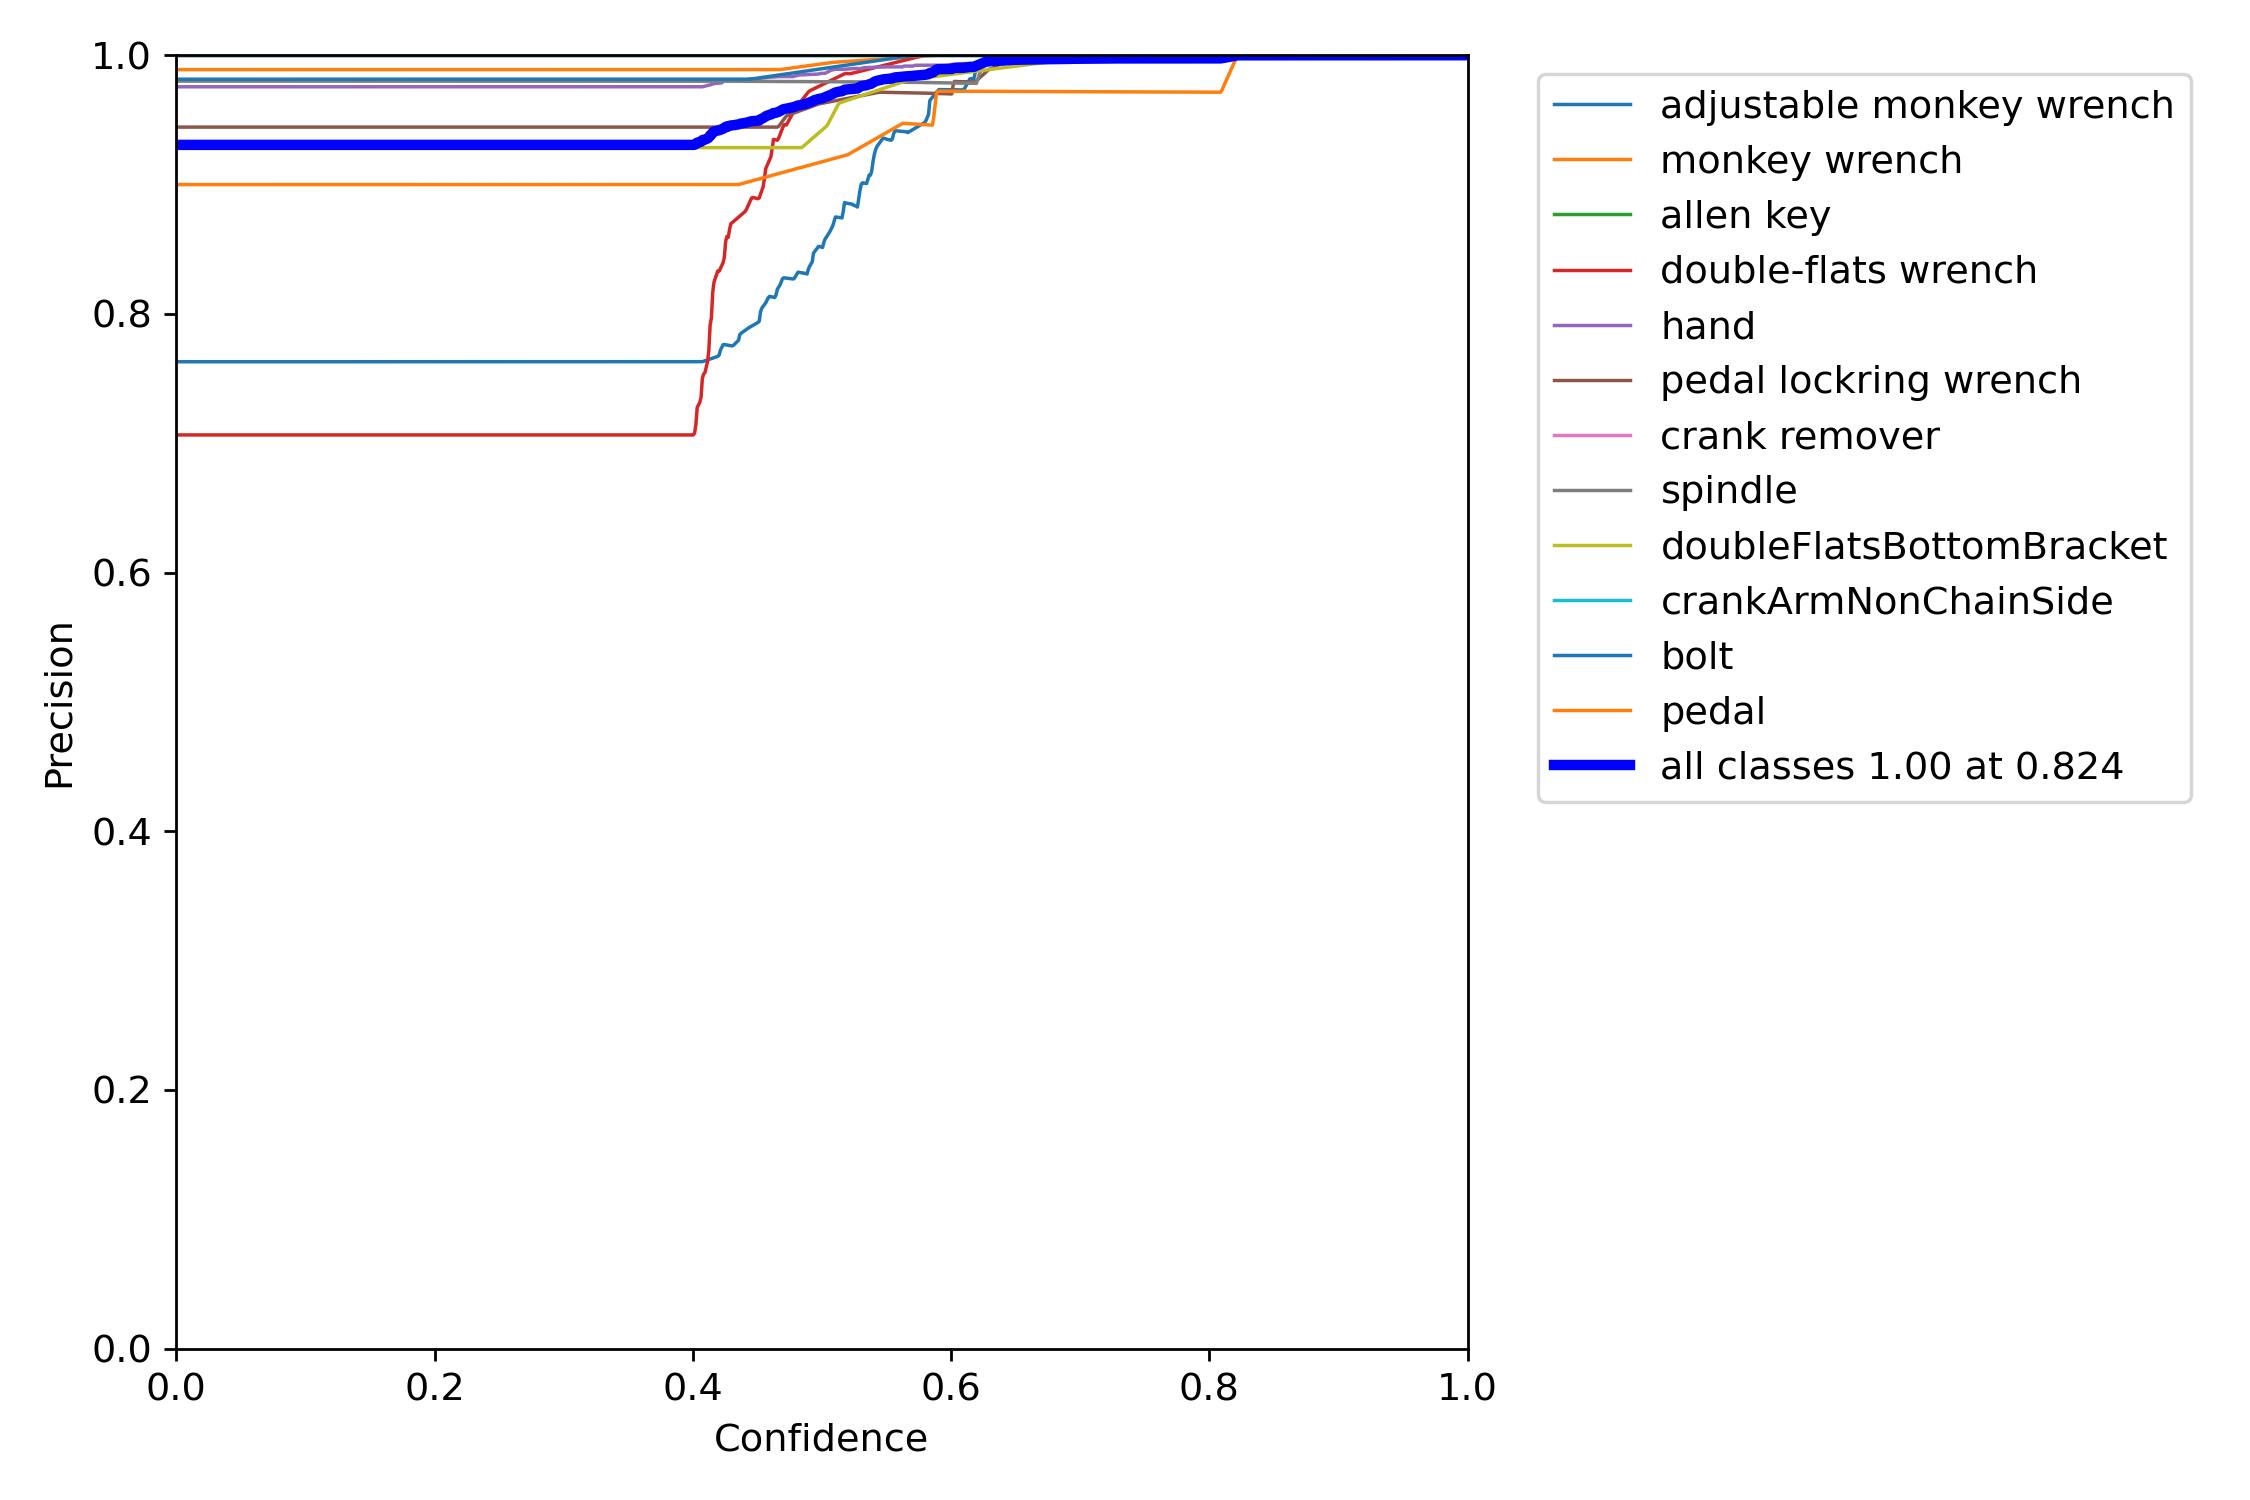 1.0
0.8
0.6
0.4
0.2
0.0
Precision
0.0 0.2 0.4 0.6 0.8 1.0
Confidence
adjustable monkey wrench
monkey wrench
allen key
double-flats wrench
hand
pedal lockring wrench
crank remover
spindle
doubleFlatsBottomBracket
crankArmNonChainSide
bolt
pedal
all classes 1.00 at 0.824